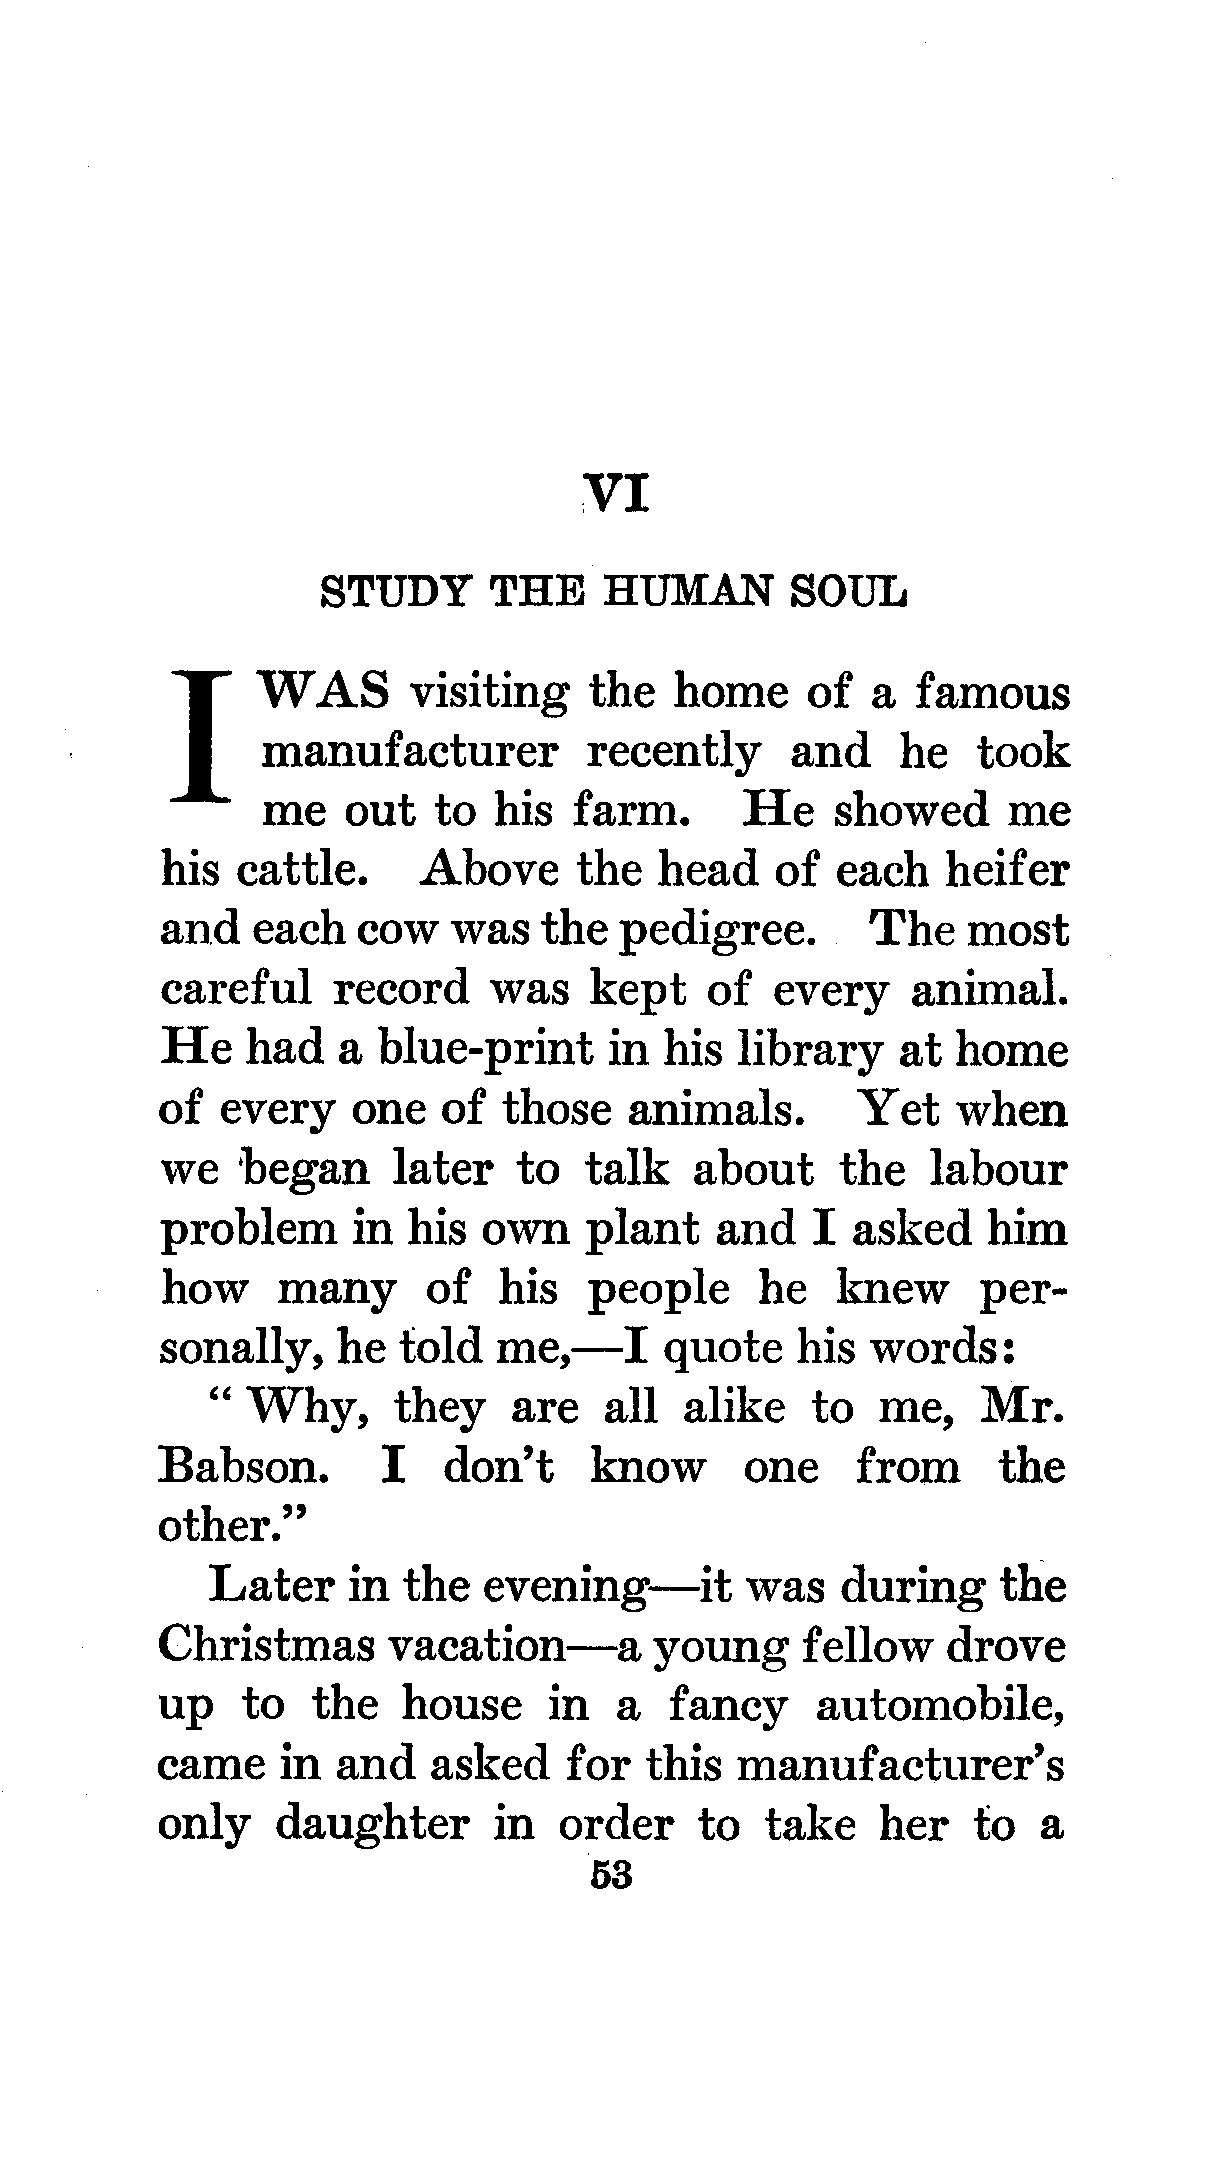 VI
STUDY THE HUMAN SOUL
I WAS visiting the home of a famous
manufacturer recently and he took
me out to his farm. He showed me
his cattle. Above the head of each heifer
and each cow was the pedigree. The most
careful record was kept of every animal.
He had a blue-print in his library at home
of every one of those animals. Yet when
we began later to talk about the labour
problem in his own plant and I asked him
how many of his people he knew per-
sonally, he told me,—I quote his words:
“ Why, they are all alike to me, Mr.
Babson. I don’t know one from the
other.”
Later in the evening—it was during the
Christmas vacation—a young fellow drove
up to the house in a fancy automobile,
came in and asked for this manufacturer’s
only daughter in order to take her to a
53